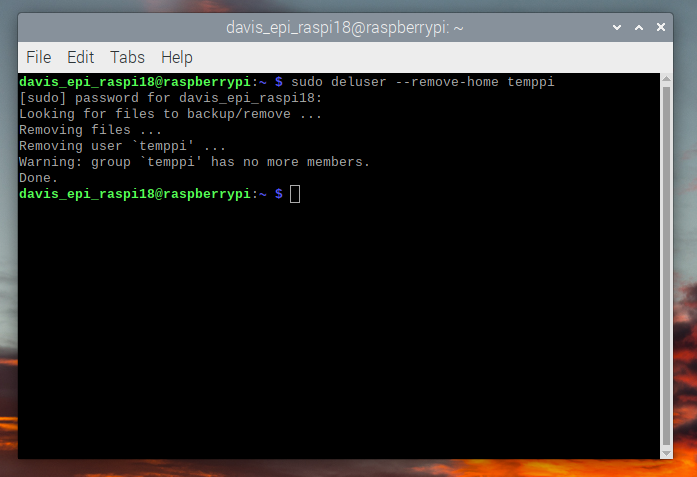 davis_epi_raspi18@raspberrypi: ~
File Edit Tabs Help
davis_epi_raspi18@raspberrypi:~ $ sudo deluser --remove-home temppi
[sudo] password for davis_epi_raspi18:
Looking for files to backup/remove ...
Removing files ...
Removing user `temppi' ...
Warning: group `temppi' has no more members.
Done.
davis_epi_raspi18@raspberrypi:~ $